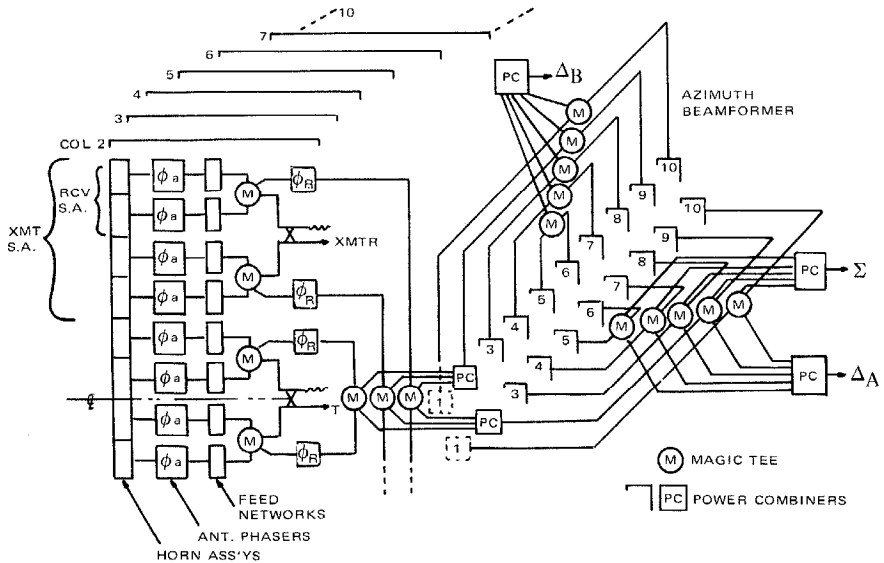 10
7
6
5
4
3
COL 2
PC
Δ_B
AZIMUTH
BEAMFORMER
M
M
M
M
M
10
9
8
7
6
5
4
3
10
9
8
7
6
5
4
3
PC
Σ
M
M
M
M
M
PC
Δ_A
XMT
S.A.
RCV
S.A.
ϕa
M
ϕR
ϕa
XMTR
ϕa
M
ϕa
ϕR
ϕa
M
ϕR
ϕa
℄
T
M
M
M
PC
1
PC
ϕa
M
ϕR
1
ϕa
FEED
NETWORKS
ANT. PHASERS
HORN ASS'YS
M MAGIC TEE
PC POWER COMBINERS